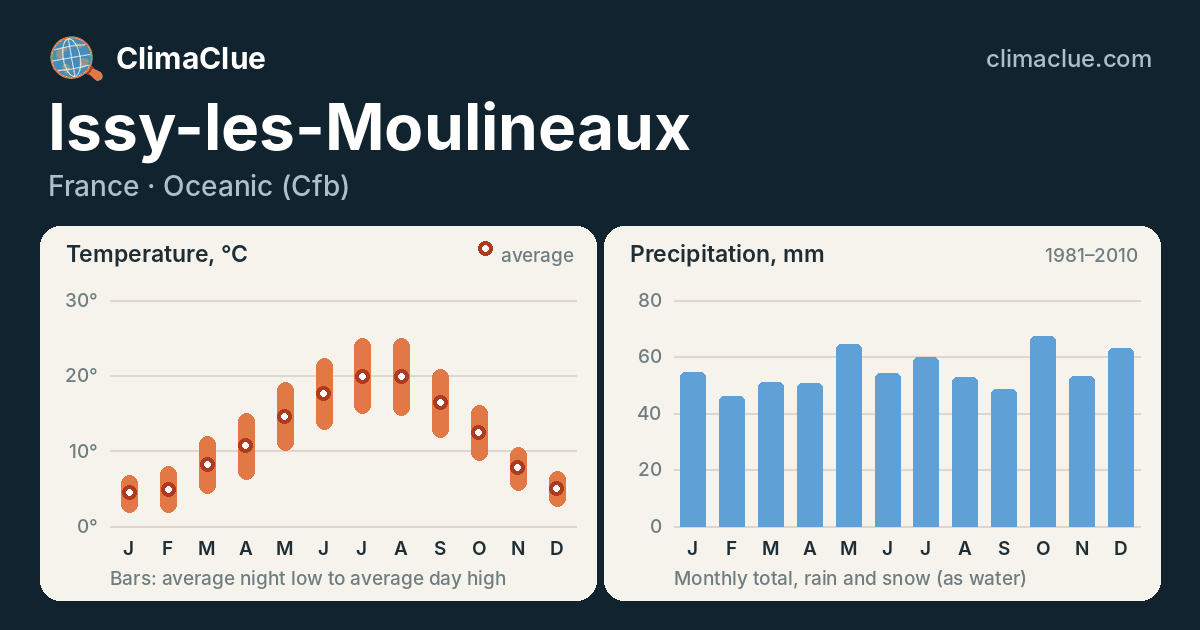 ClimaClue
climaclue.com
Issy-les-Moulineaux
France · Oceanic (Cfb)
Temperature, °C
average
30°
20°
10°
0°
J F M A M J J A S O N D
Bars: average night low to average day high
Precipitation, mm
1981–2010
80
60
40
20
0
J F M A M J J A S O N D
Monthly total, rain and snow (as water)